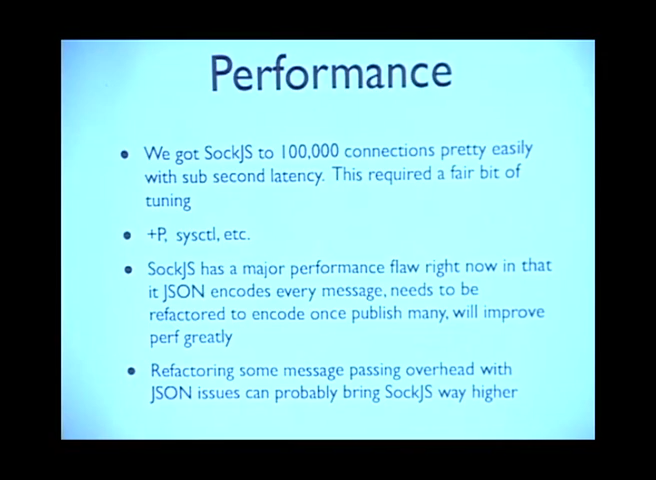 Performance
• We got SockJS to 100,000 connections pretty easily
with sub second latency. This required a fair bit of
tuning
• +P, sysctl, etc.
• SockJS has a major performance flaw right now in that
it JSON encodes every message, needs to be
refactored to encode once publish many, will improve
perf greatly
• Refactoring some message passing overhead with
JSON issues can probably bring SockJS way higher